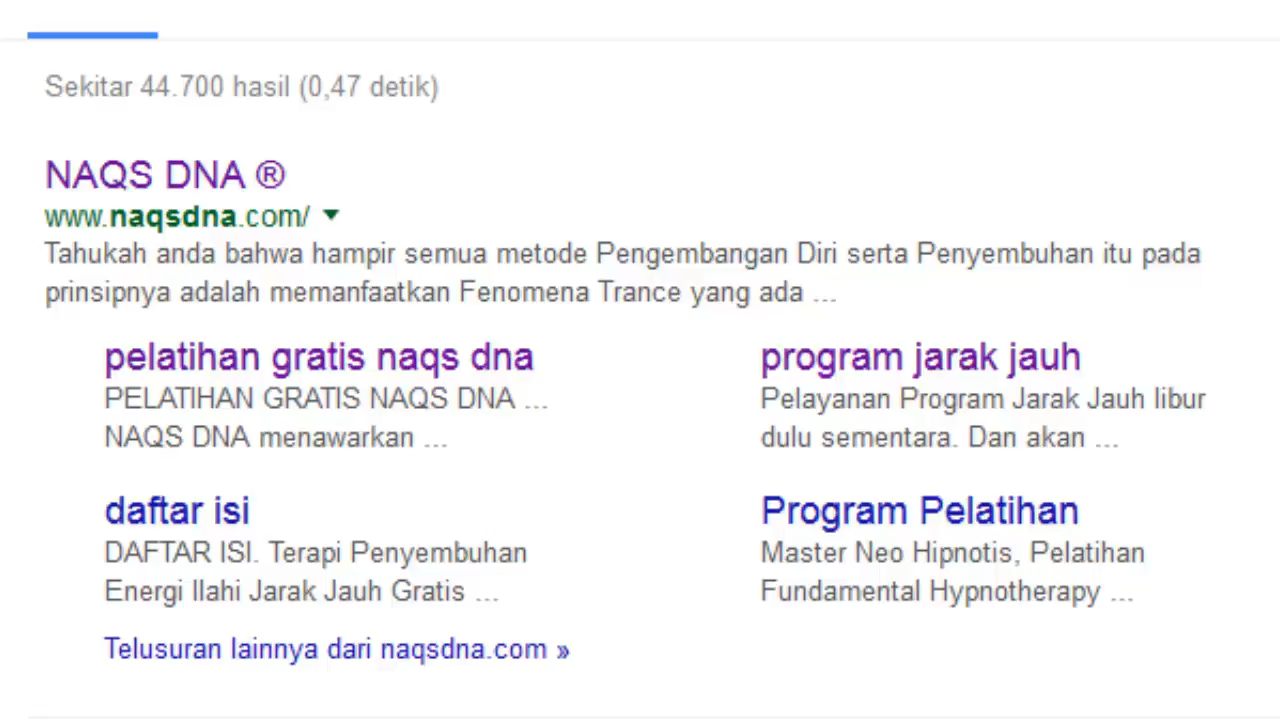 Sekitar 44.700 hasil (0,47 detik)
NAQS DNA ®
www.naqsdna.com/
Tahukah anda bahwa hampir semua metode Pengembangan Diri serta Penyembuhan itu pada
prinsipnya adalah memanfaatkan Fenomena Trance yang ada ...
pelatihan gratis naqs dna
PELATIHAN GRATIS NAQS DNA ...
NAQS DNA menawarkan ...
program jarak jauh
Pelayanan Program Jarak Jauh libur
dulu sementara. Dan akan ...
daftar isi
DAFTAR ISI. Terapi Penyembuhan
Energi Ilahi Jarak Jauh Gratis ...
Program Pelatihan
Master Neo Hipnotis, Pelatihan
Fundamental Hypnotherapy ...
Telusuran lainnya dari naqsdna.com »